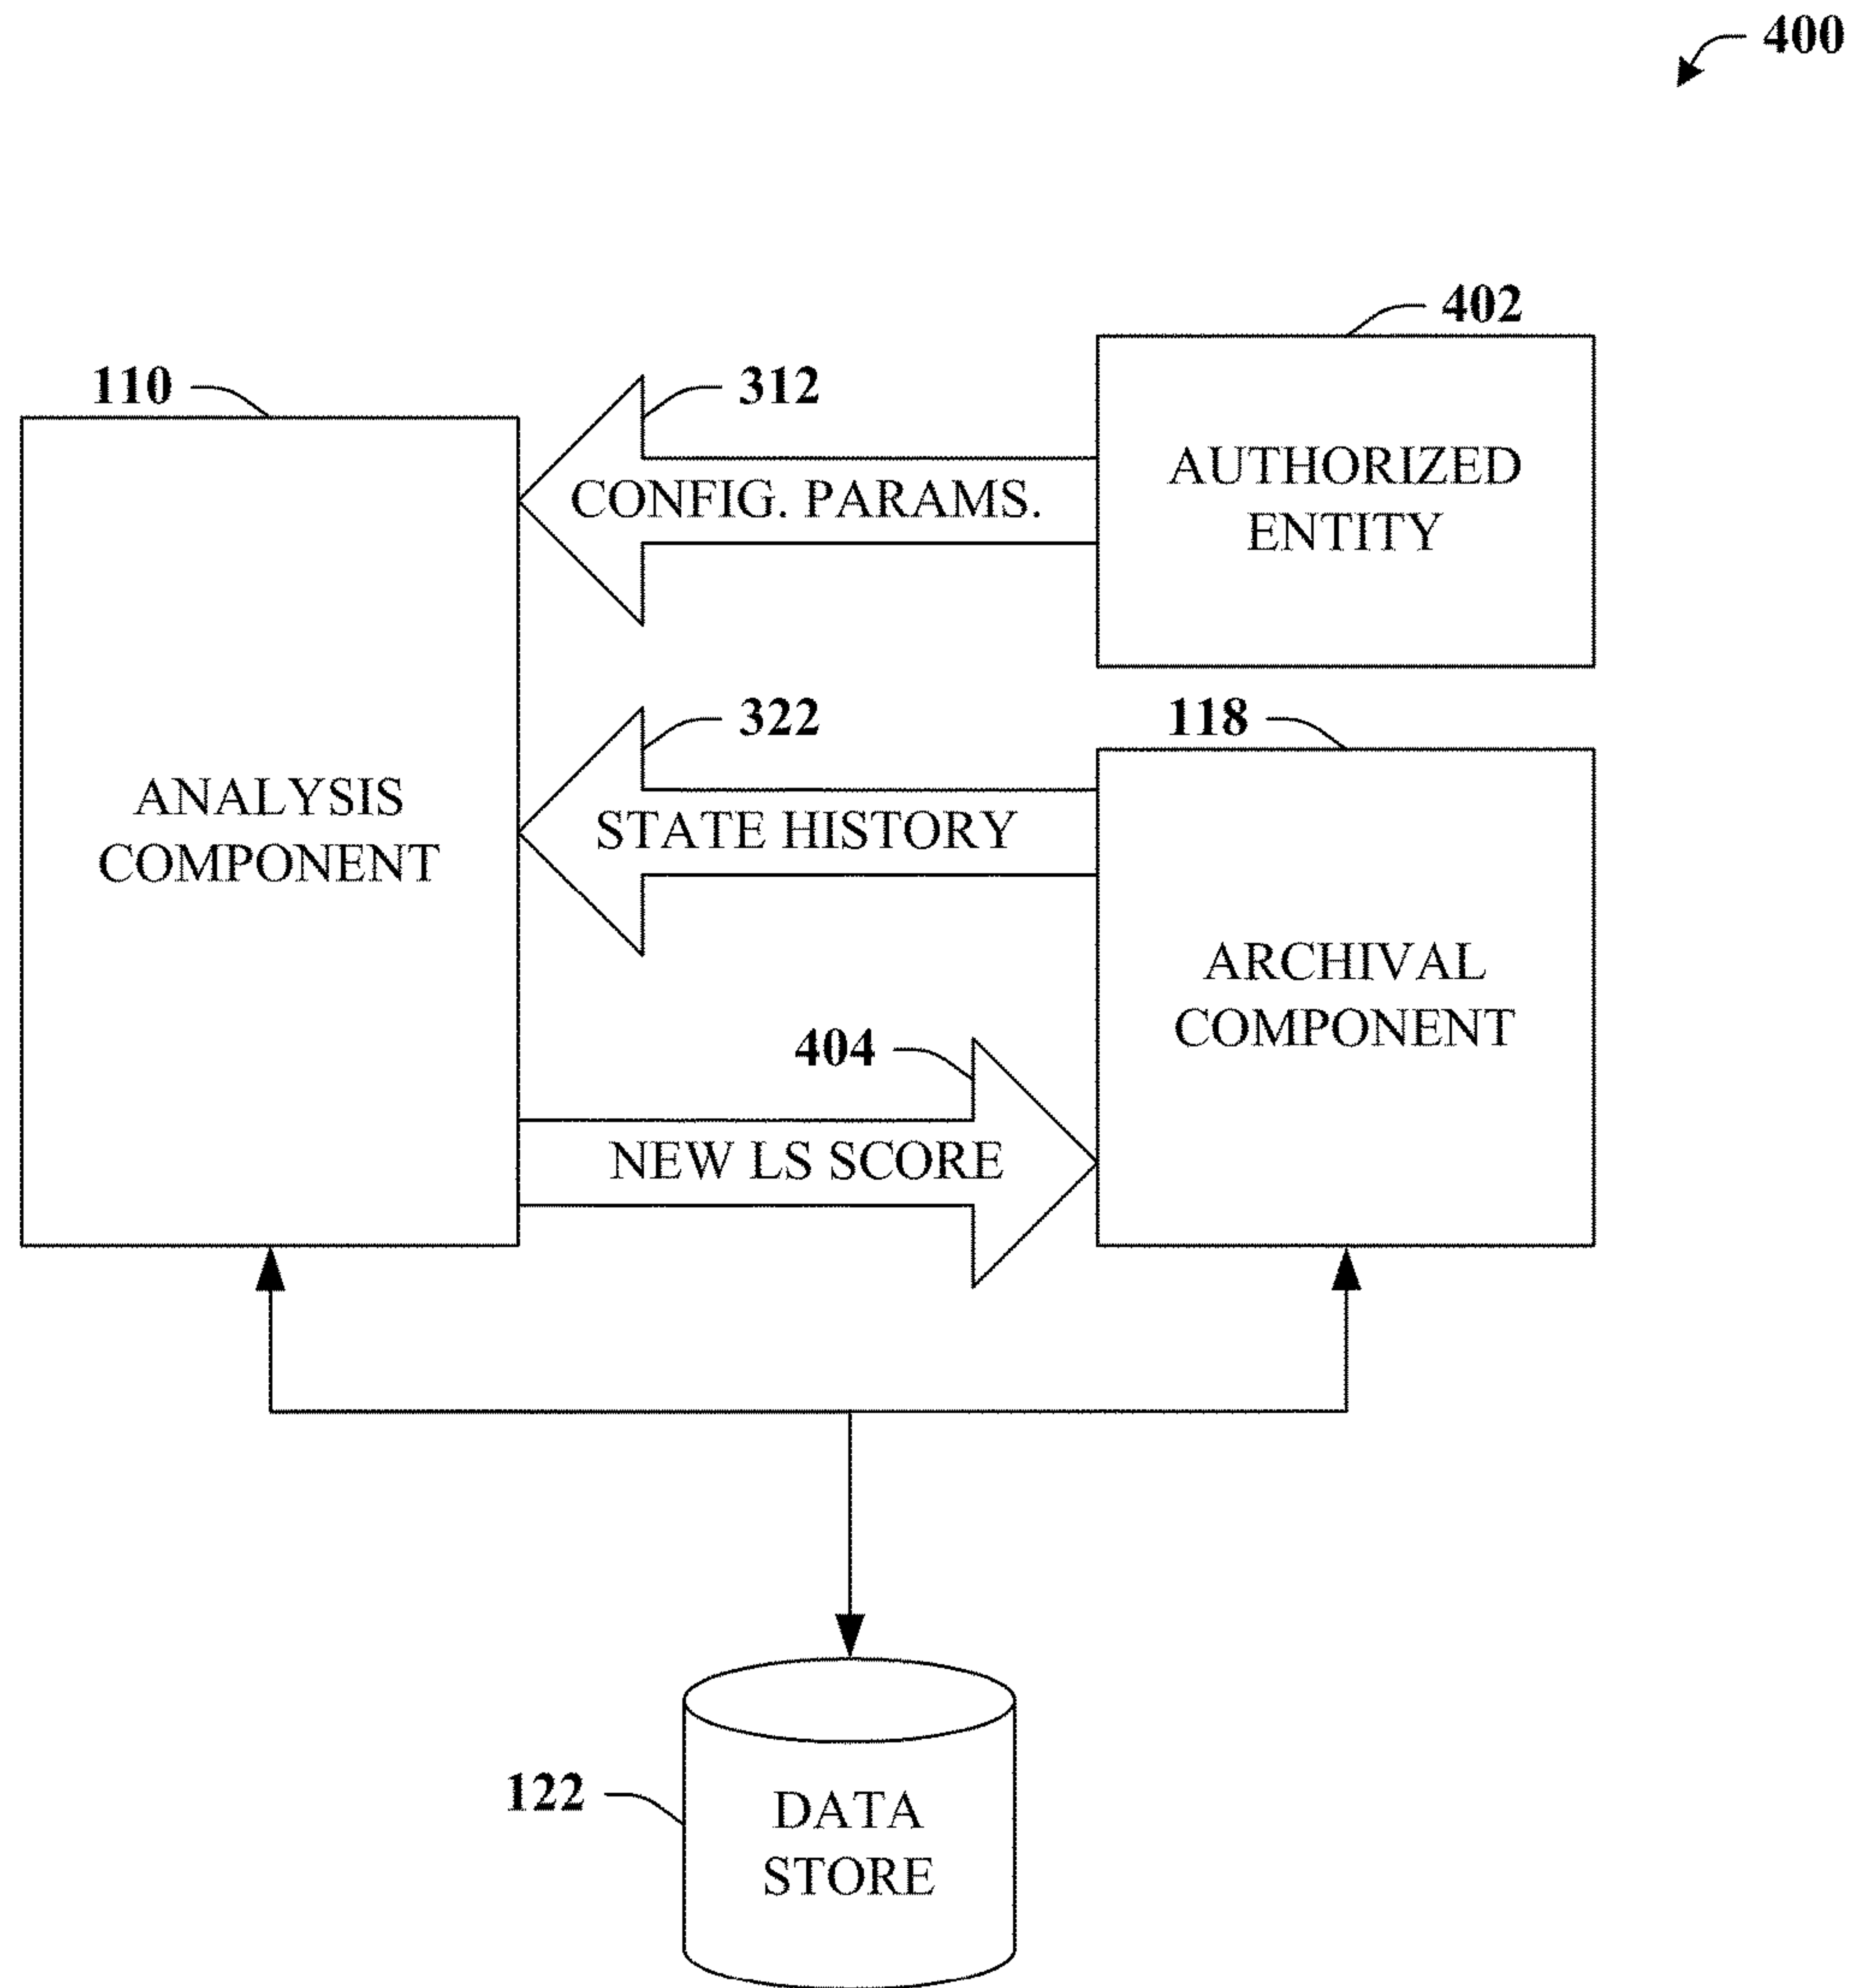 400
402
110
312
AUTHORIZED
ENTITY
CONFIG. PARAMS.
322
118
ANALYSIS
COMPONENT
STATE HISTORY
ARCHIVAL
COMPONENT
404
NEW LS SCORE
122
DATA
STORE